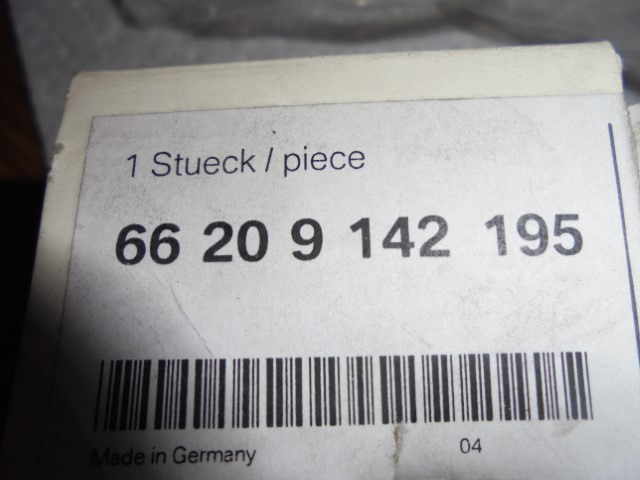 1 Stueck / piece
66 20 9 142 195
Made in Germany
04